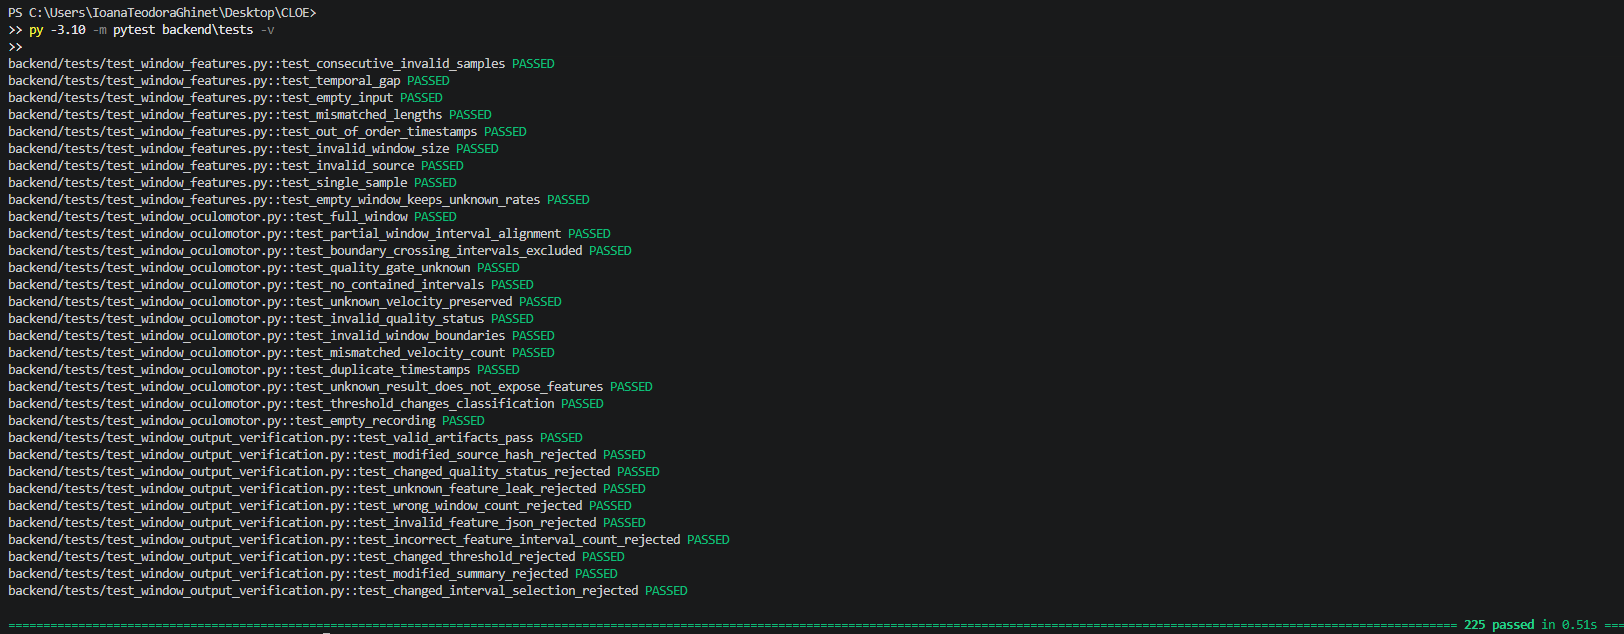 PS C:\Users\IoanaTeodoraGhinet\Desktop\CLOE>
>> py -3.10 -m pytest backend\tests -v
>>
backend/tests/test_window_features.py::test_consecutive_invalid_samples PASSED
backend/tests/test_window_features.py::test_temporal_gap PASSED
backend/tests/test_window_features.py::test_empty_input PASSED
backend/tests/test_window_features.py::test_mismatched_lengths PASSED
backend/tests/test_window_features.py::test_out_of_order_timestamps PASSED
backend/tests/test_window_features.py::test_invalid_window_size PASSED
backend/tests/test_window_features.py::test_invalid_source PASSED
backend/tests/test_window_features.py::test_single_sample PASSED
backend/tests/test_window_features.py::test_empty_window_keeps_unknown_rates PASSED
backend/tests/test_window_oculomotor.py::test_full_window PASSED
backend/tests/test_window_oculomotor.py::test_partial_window_interval_alignment PASSED
backend/tests/test_window_oculomotor.py::test_boundary_crossing_intervals_excluded PASSED
backend/tests/test_window_oculomotor.py::test_quality_gate_unknown PASSED
backend/tests/test_window_oculomotor.py::test_no_contained_intervals PASSED
backend/tests/test_window_oculomotor.py::test_unknown_velocity_preserved PASSED
backend/tests/test_window_oculomotor.py::test_invalid_quality_status PASSED
backend/tests/test_window_oculomotor.py::test_invalid_window_boundaries PASSED
backend/tests/test_window_oculomotor.py::test_mismatched_velocity_count PASSED
backend/tests/test_window_oculomotor.py::test_duplicate_timestamps PASSED
backend/tests/test_window_oculomotor.py::test_unknown_result_does_not_expose_features PASSED
backend/tests/test_window_oculomotor.py::test_threshold_changes_classification PASSED
backend/tests/test_window_oculomotor.py::test_empty_recording PASSED
backend/tests/test_window_output_verification.py::test_valid_artifacts_pass PASSED
backend/tests/test_window_output_verification.py::test_modified_source_hash_rejected PASSED
backend/tests/test_window_output_verification.py::test_changed_quality_status_rejected PASSED
backend/tests/test_window_output_verification.py::test_unknown_feature_leak_rejected PASSED
backend/tests/test_window_output_verification.py::test_wrong_window_count_rejected PASSED
backend/tests/test_window_output_verification.py::test_invalid_feature_json_rejected PASSED
backend/tests/test_window_output_verification.py::test_incorrect_feature_interval_count_rejected PASSED
backend/tests/test_window_output_verification.py::test_changed_threshold_rejected PASSED
backend/tests/test_window_output_verification.py::test_modified_summary_rejected PASSED
backend/tests/test_window_output_verification.py::test_changed_interval_selection_rejected PASSED
225 passed in 0.51s